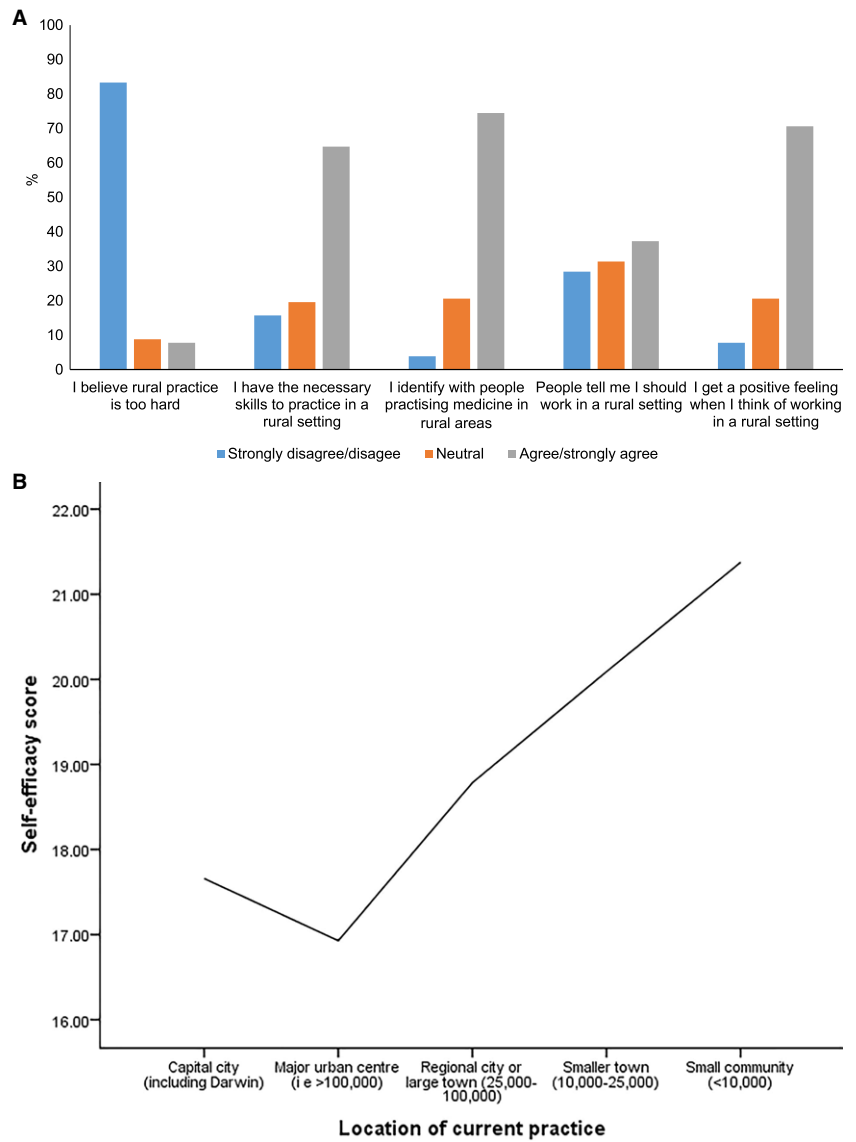 A
100
90
80
70
60
50
40
30
20
10
0
%
I believe rural practice
is too hard
I have the necessary
skills to practice in a
rural setting
I identify with people
practising medicine in
rural areas
People tell me I should
work in a rural setting
I get a positive feeling
when I think of working
in a rural setting
Strongly disagree/disagee
Neutral
Agree/strongly agree
B
22.00
21.00
20.00
19.00
18.00
17.00
16.00
Self-efficacy score
Capital city
(including Darwin)
Major urban centre
(i e >100,000)
Regional city or
large town (25,000-
100,000)
Smaller town
(10,000-25,000)
Small community
(<10,000)
Location of current practice